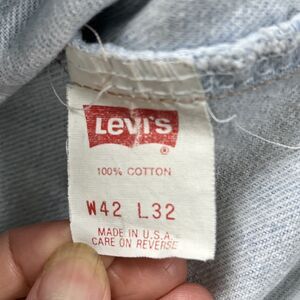 Levi's
®
100% COTTON
W42 L32
MADE IN U.S.A.
CARE ON REVERSE